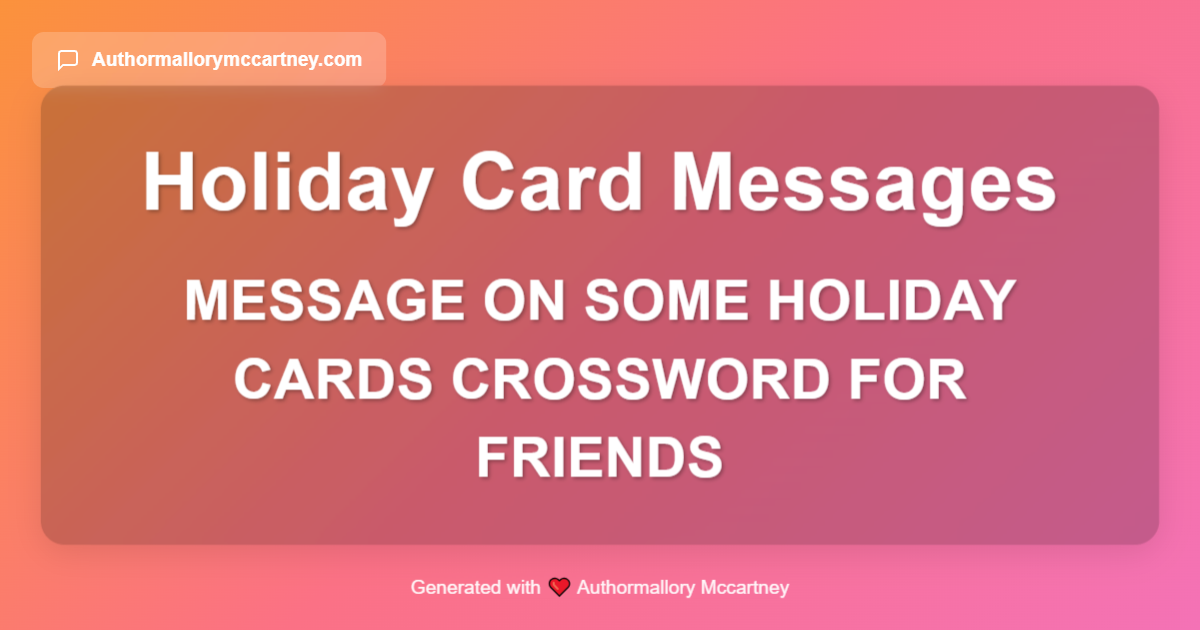 Authormallorymccartney.com
Holiday Card Messages
MESSAGE ON SOME HOLIDAY
CARDS CROSSWORD FOR
FRIENDS
Generated with ❤️ Authormallory Mccartney